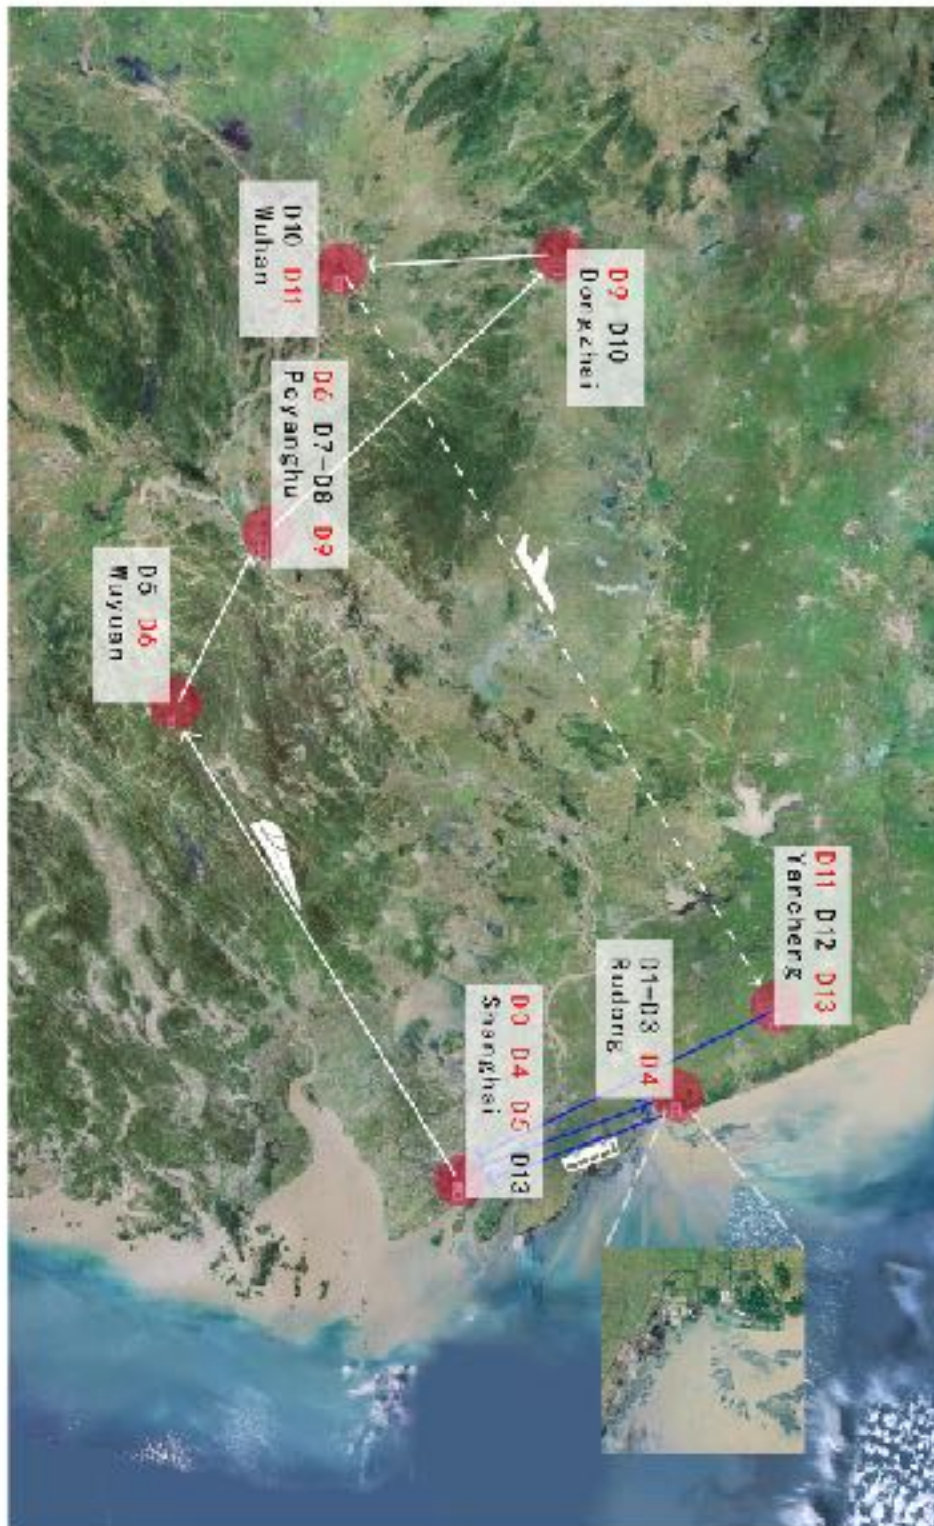 D9 D10
Dongzhai
D10 D11
Wuhan
D6 D7-D8 D9
Poyanghu
D5 D6
Wuyuan
D11 D12 D13
Yancheng
D1-D3 D4
Rudong
D0 D4 D5 D13
Shanghai